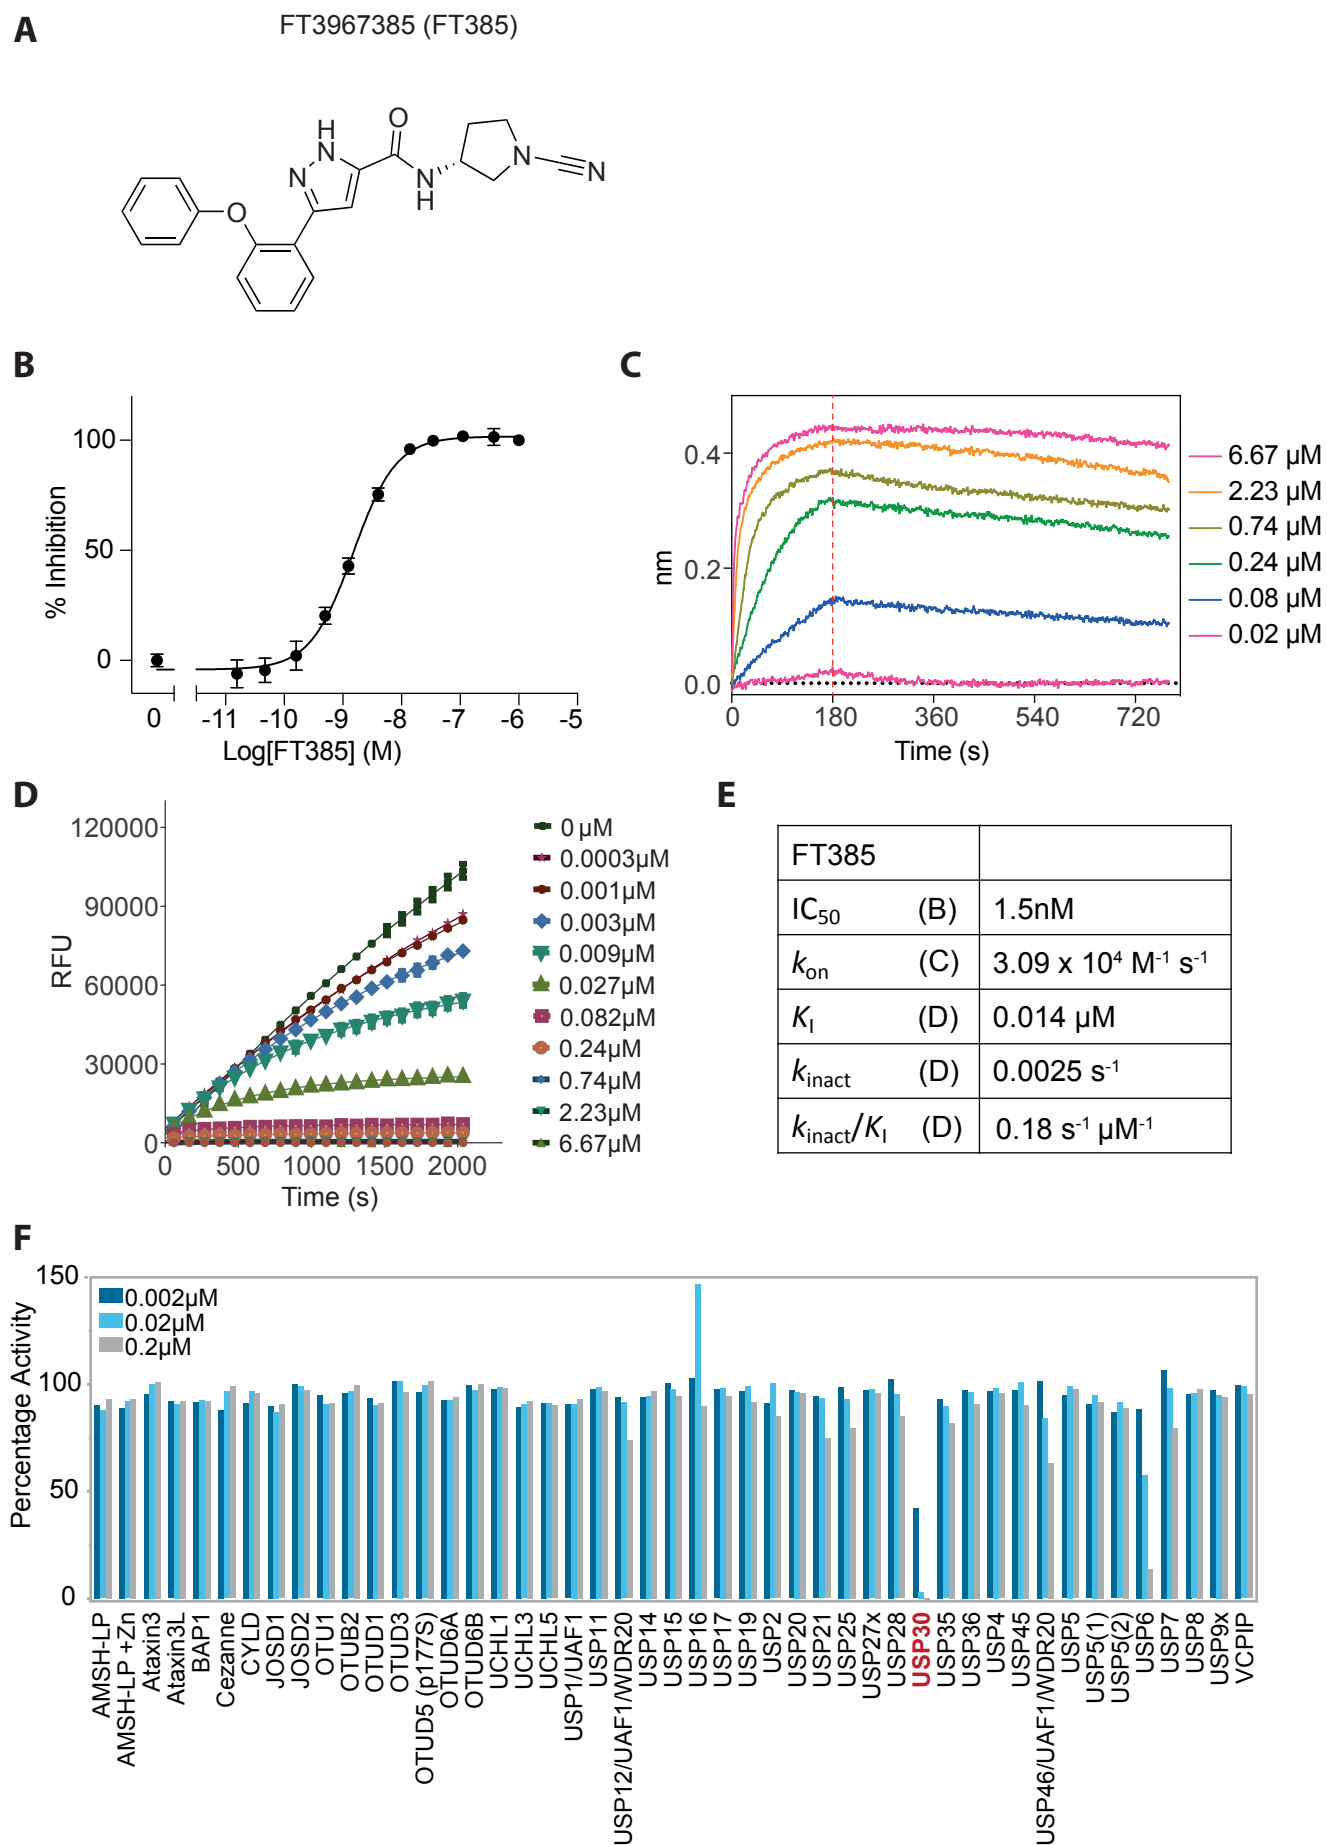 A
FT3967385 (FT385)
H
N
N
O
N
H
N
N
O
B
% Inhibition
100
50
0
0
-11
-10
-9
-8
-7
-6
-5
Log[FT385] (M)
C
nm
0.4
0.2
0.0
0
180
360
540
720
Time (s)
6.67 µM
2.23 µM
0.74 µM
0.24 µM
0.08 µM
0.02 µM
D
RFU
120000
90000
60000
30000
0
0
500
1000
1500
2000
Time (s)
0 µM
0.0003µM
0.001µM
0.003µM
0.009µM
0.027µM
0.082µM
0.24µM
0.74µM
2.23µM
6.67µM
E
FT385
IC50 (B) 1.5nM
kon (C) 3.09 x 10⁴ M⁻¹ s⁻¹
KI (D) 0.014 µM
kinact (D) 0.0025 s⁻¹
kinact/KI (D) 0.18 s⁻¹ µM⁻¹
F
Percentage Activity
150
100
50
0
0.002µM
0.02µM
0.2µM
AMSH-LP
AMSH-LP +Zn
Ataxin3
Ataxin3L
BAP1
Cezanne
CYLD
JOSD1
JOSD2
OTU1
OTUB2
OTUD1
OTUD3
OTUD5 (p177S)
OTUD6A
OTUD6B
UCHL1
UCHL3
UCHL5
USP1/UAF1
USP11
USP12/UAF1/WDR20
USP14
USP15
USP16
USP17
USP19
USP2
USP20
USP21
USP25
USP27x
USP28
USP30
USP35
USP36
USP4
USP45
USP46/UAF1/WDR20
USP5
USP5(1)
USP5(2)
USP6
USP7
USP8
USP9x
VCPIP